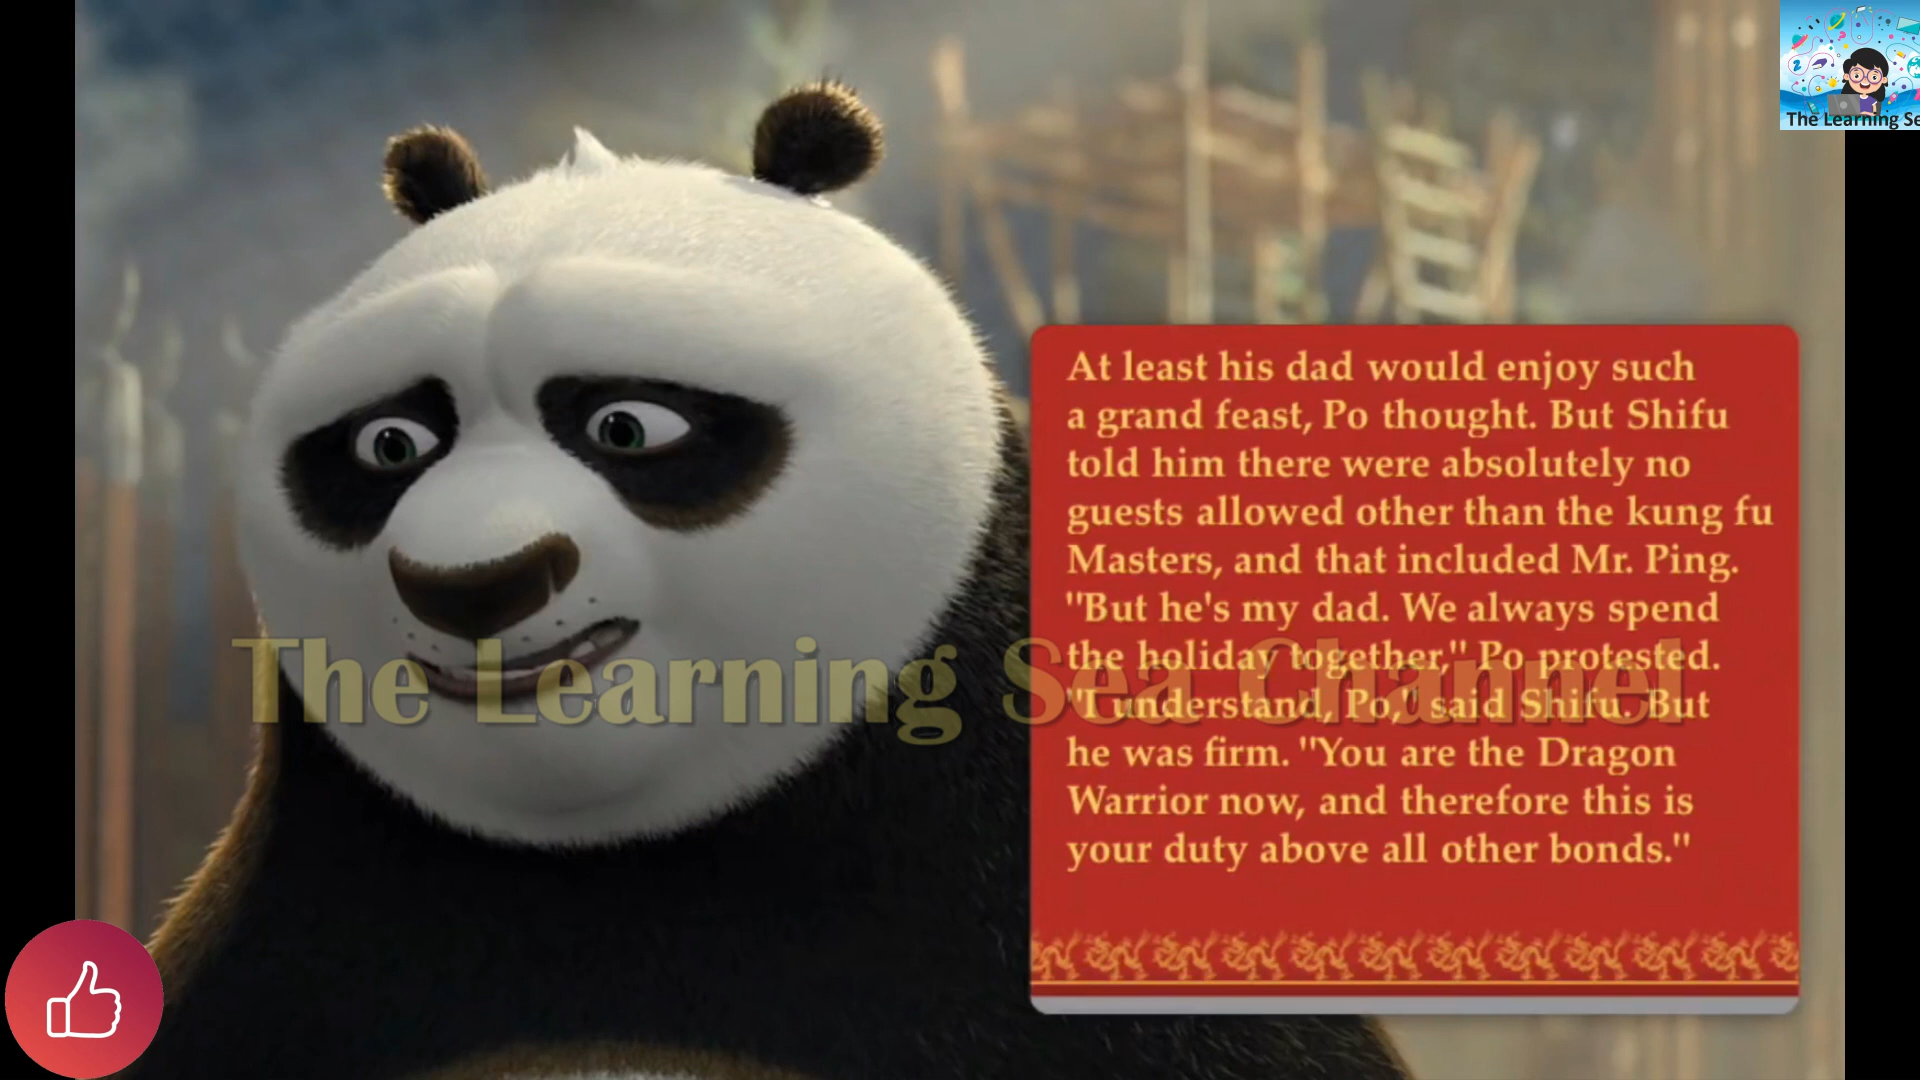 The Learning Se
At least his dad would enjoy such
a grand feast, Po thought. But Shifu
told him there were absolutely no
guests allowed other than the kung fu
Masters, and that included Mr. Ping.
"But he's my dad. We always spend
the holiday together," Po protested.
"I understand, Po," said Shifu. But
he was firm. "You are the Dragon
Warrior now, and therefore this is
your duty above all other bonds."
The Learning Sea Channel